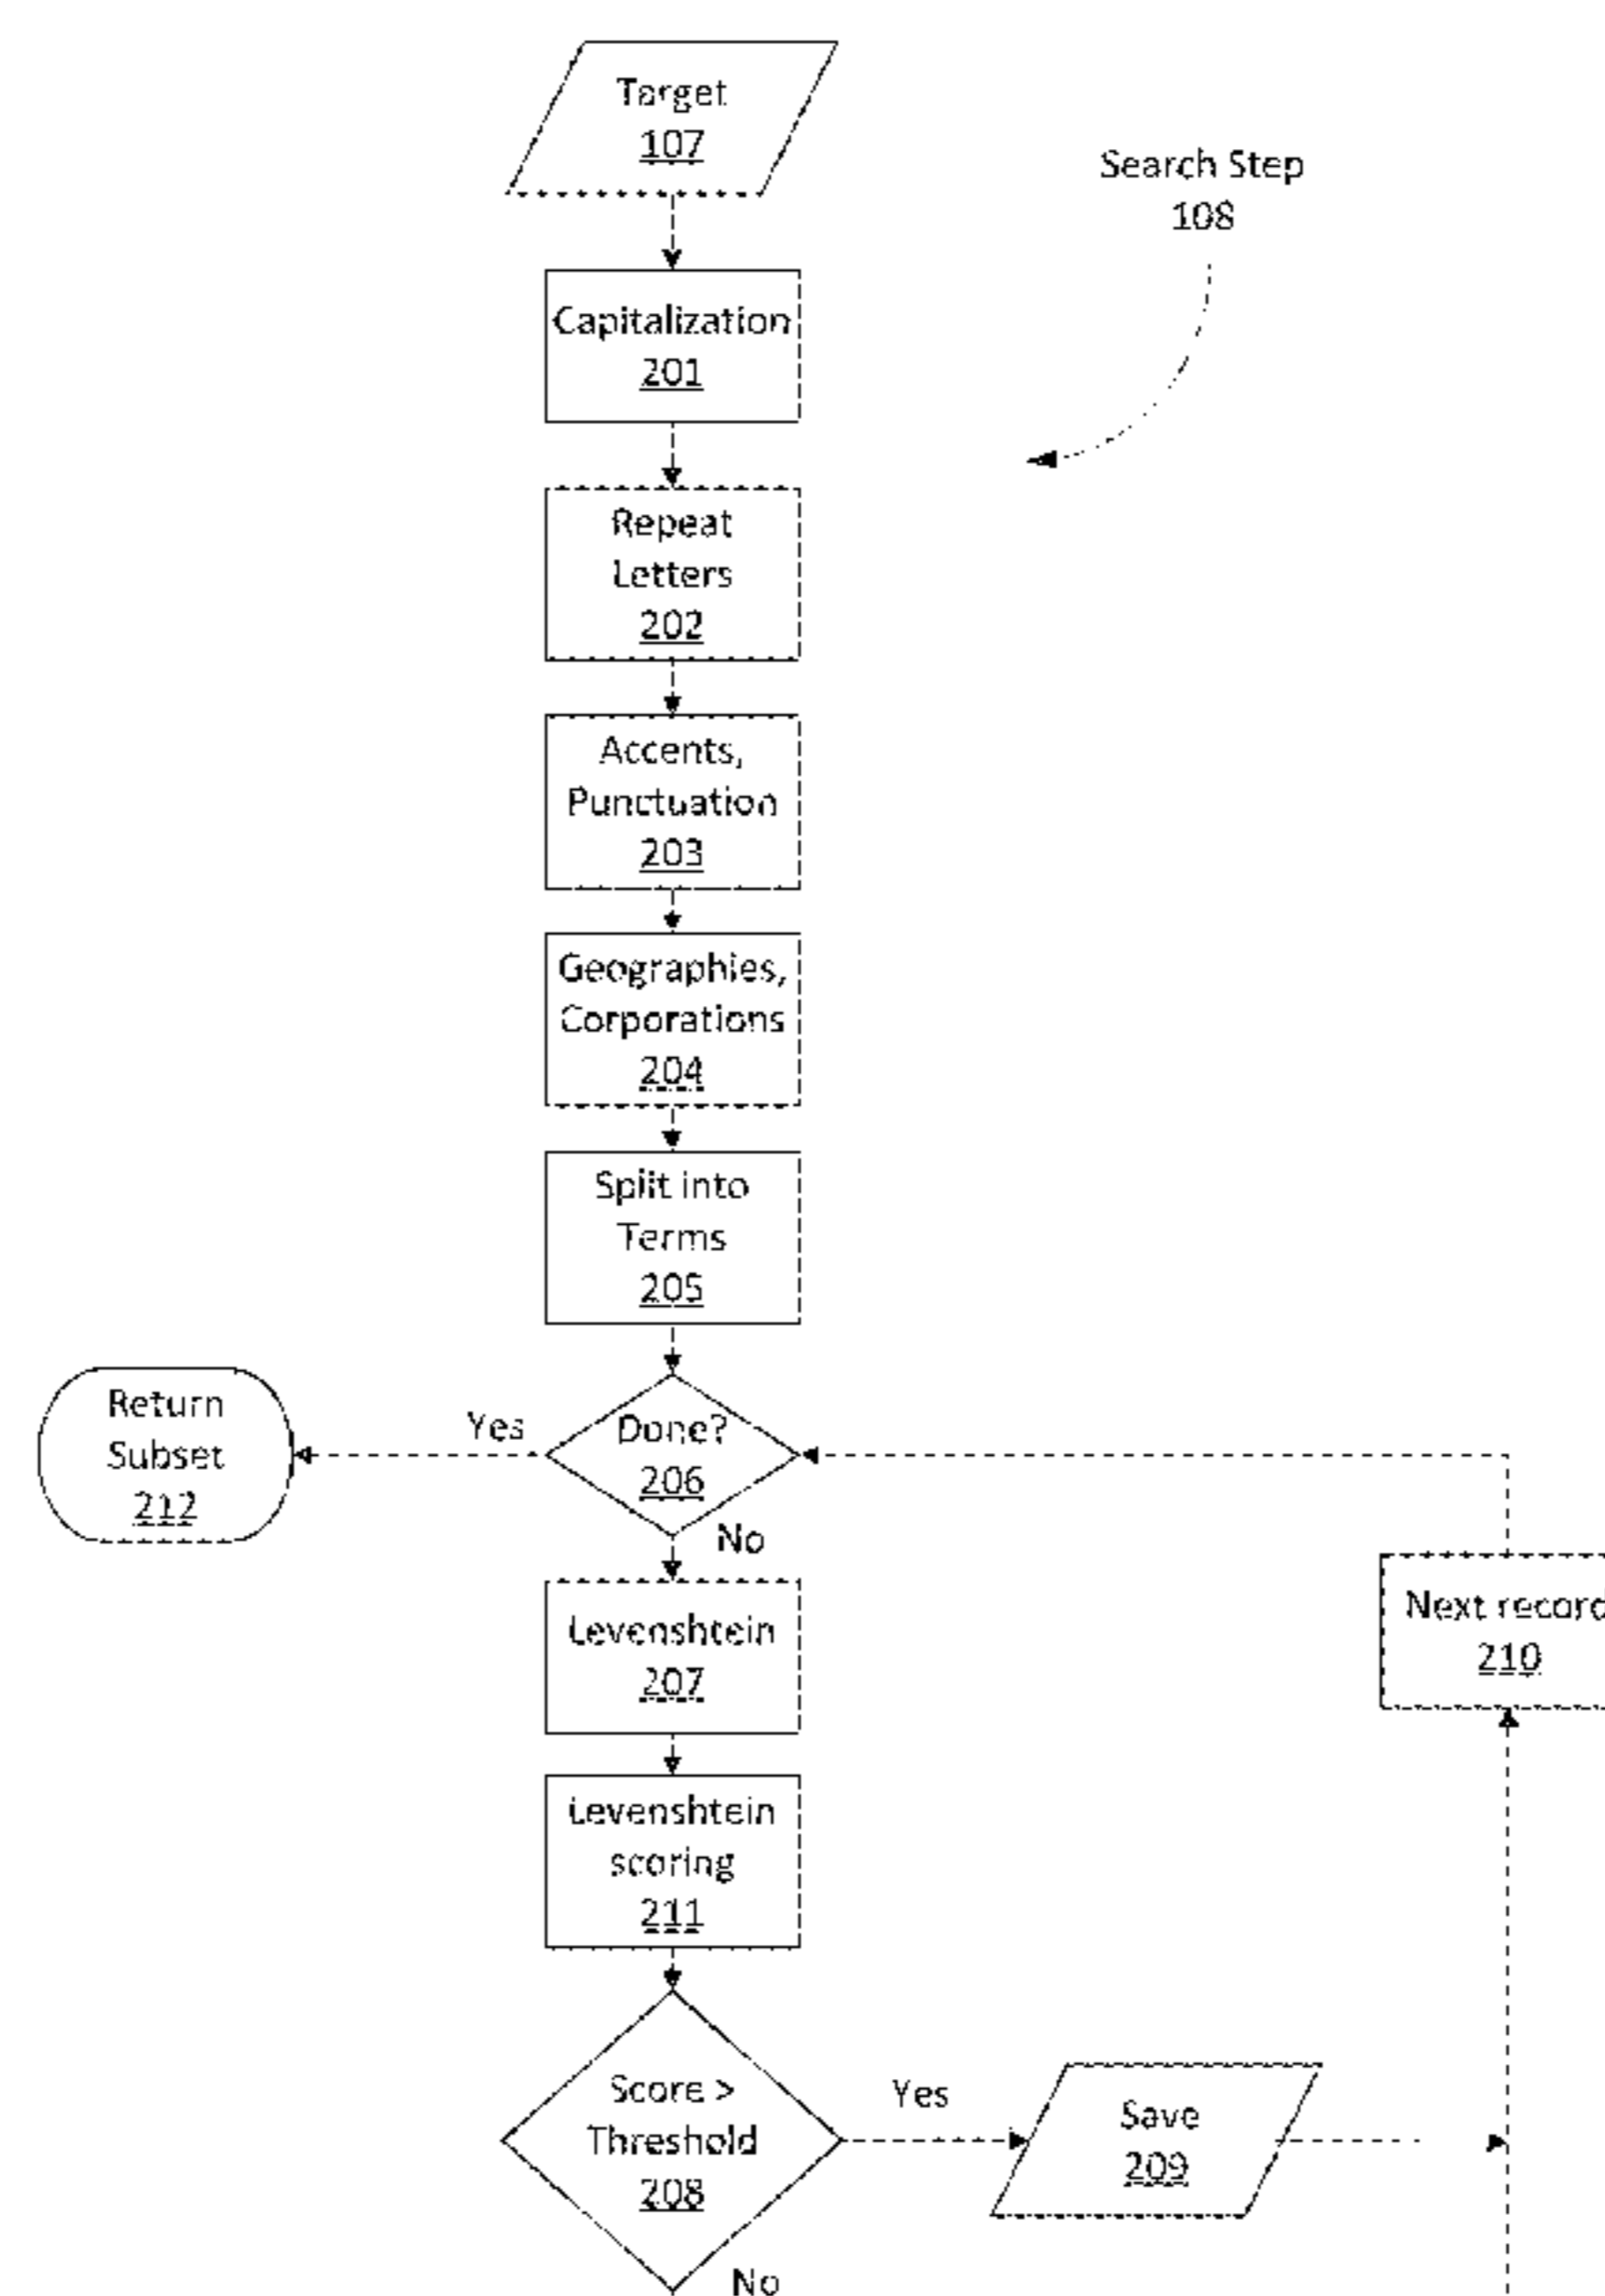 Target
107
Search Step
108
Capitalization
201
Repeat
Letters
202
Accents,
Punctuation
203
Geographies,
Corporations
204
Split into
Terms
205
Return
Subset
212
Yes
Done?
206
No
Levenshtein
207
Next record
210
Levenshtein
scoring
211
Score >
Threshold
208
Yes
Save
209
No